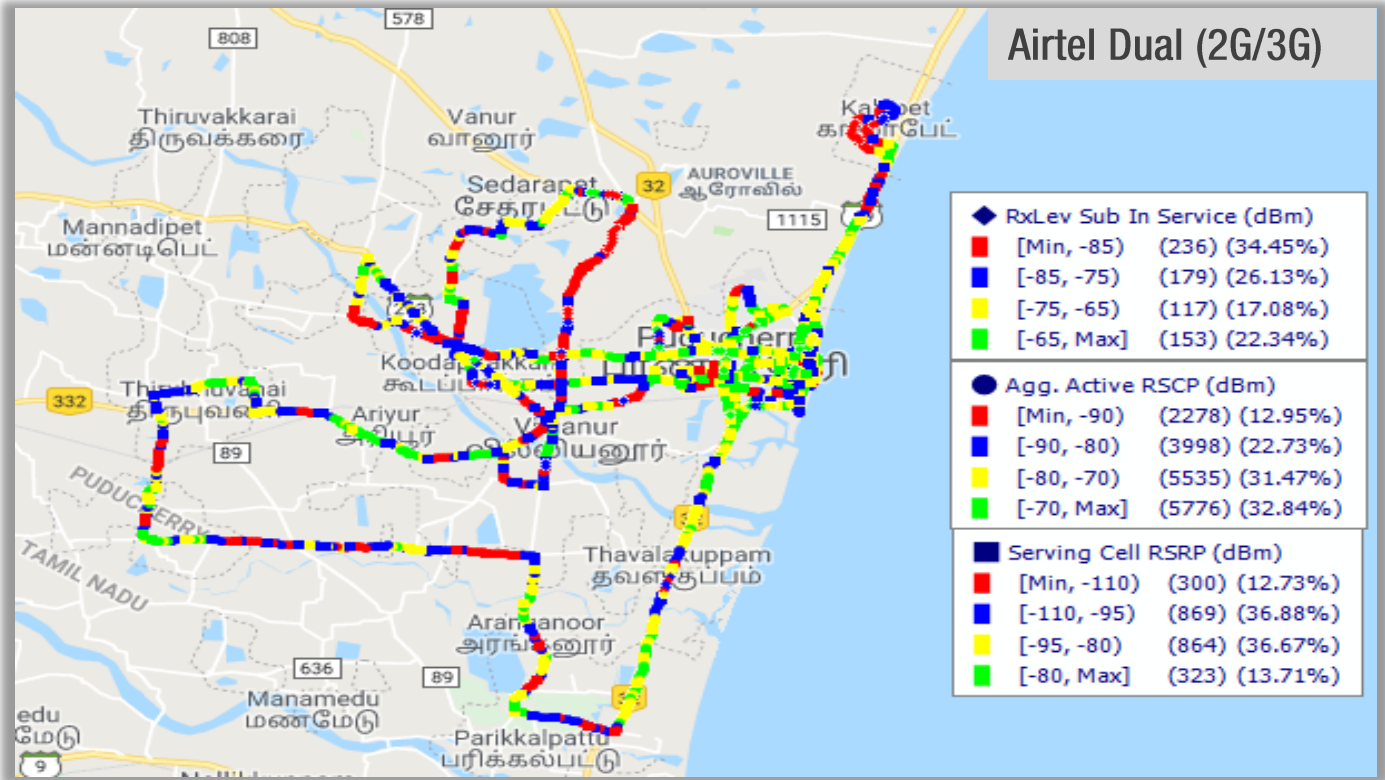 Airtel Dual (2G/3G)
578
808
Thiruvakkarai
திருவக்கரை
Vanur
வானூர்
32
AUROVILLE
ஆரோவில்
1115
Sedarapet
Mannadipet
மன்னடிபெட்
332
Ariyur
89
PUDUCHERRY
TAMIL NADU
Thavalakuppam
636
89
Manamedu
மணமேடு
edu
மேடு
9
Parikkalpattu
பரிக்கல்பட்டு
RxLev Sub In Service (dBm)
[Min, -85) (236) (34.45%)
[-85, -75) (179) (26.13%)
[-75, -65) (117) (17.08%)
[-65, Max] (153) (22.34%)
Agg. Active RSCP (dBm)
[Min, -90) (2278) (12.95%)
[-90, -80) (3998) (22.73%)
[-80, -70) (5535) (31.47%)
[-70, Max] (5776) (32.84%)
Serving Cell RSRP (dBm)
[Min, -110) (300) (12.73%)
[-110, -95) (869) (36.88%)
[-95, -80) (864) (36.67%)
[-80, Max] (323) (13.71%)